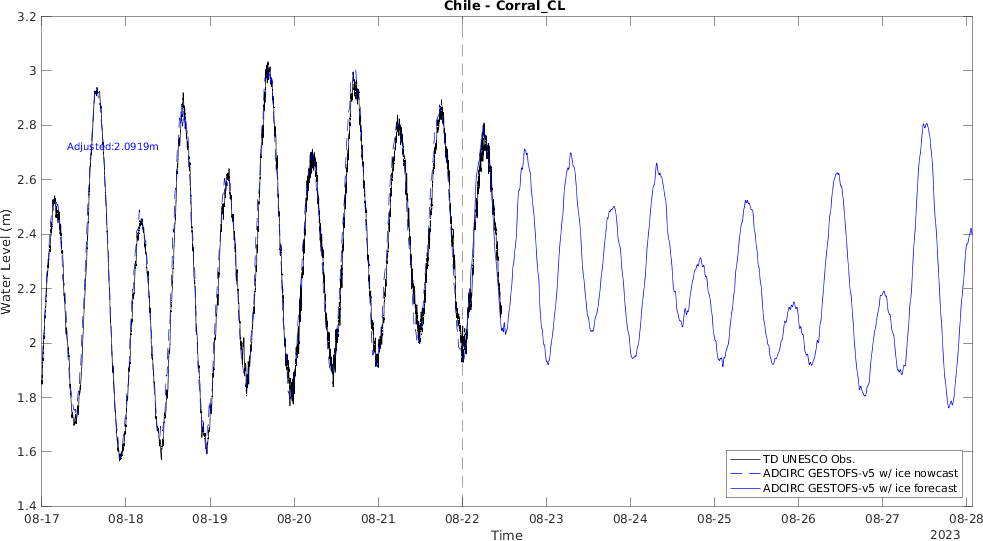 Chile - Corral_CL
3.2
3
2.8
2.6
2.4
2.2
2
1.8
1.6
1.4
Water Level (m)
Adjusted:2.0919m
TD UNESCO Obs.
ADCIRC GESTOFS-v5 w/ ice nowcast
ADCIRC GESTOFS-v5 w/ ice forecast
08-17 08-18 08-19 08-20 08-21 08-22 08-23 08-24 08-25 08-26 08-27 08-28
Time
2023